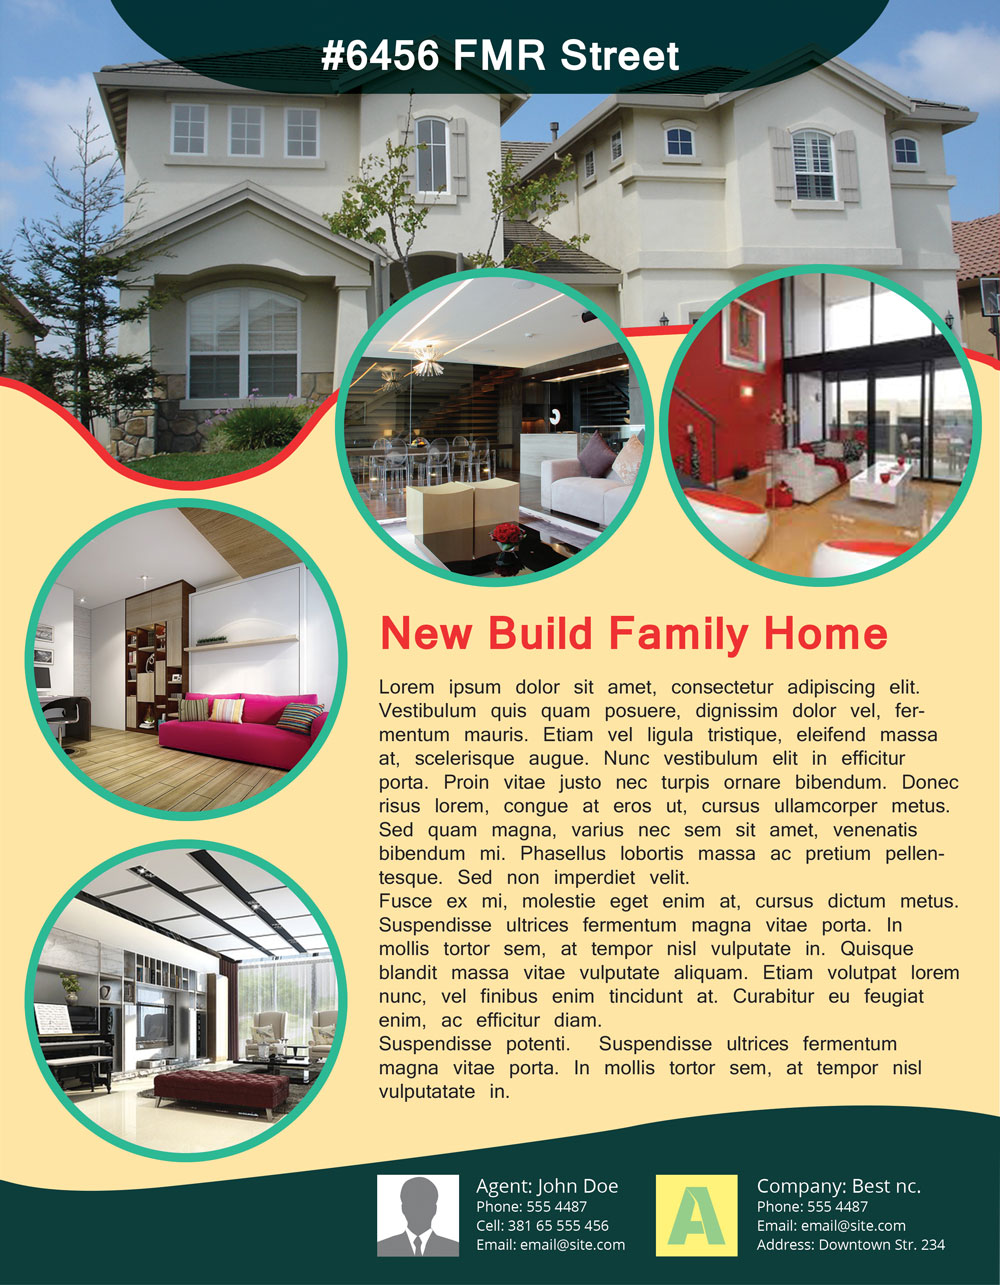 #6456 FMR Street
New Build Family Home
Lorem ipsum dolor sit amet, consectetur adipiscing elit.
Vestibulum quis quam posuere, dignissim dolor vel, fer-
mentum mauris. Etiam vel ligula tristique, eleifend massa
at, scelerisque augue. Nunc vestibulum elit in efficitur
porta. Proin vitae justo nec turpis ornare bibendum. Donec
risus lorem, congue at eros ut, cursus ullamcorper metus.
Sed quam magna, varius nec sem sit amet, venenatis
bibendum mi. Phasellus lobortis massa ac pretium pellen-
tesque. Sed non imperdiet velit.
Fusce ex mi, molestie eget enim at, cursus dictum metus.
Suspendisse ultrices fermentum magna vitae porta. In
mollis tortor sem, at tempor nisl vulputate in. Quisque
blandit massa vitae vulputate aliquam. Etiam volutpat lorem
nunc, vel finibus enim tincidunt at. Curabitur eu feugiat
enim, ac efficitur diam.
Suspendisse potenti. Suspendisse ultrices fermentum
magna vitae porta. In mollis tortor sem, at tempor nisl
vulputatate in.
Agent: John Doe
Phone: 555 4487
Cell: 381 65 555 456
Email: email@site.com
A
Company: Best nc.
Phone: 555 4487
Email: email@site.com
Address: Downtown Str. 234